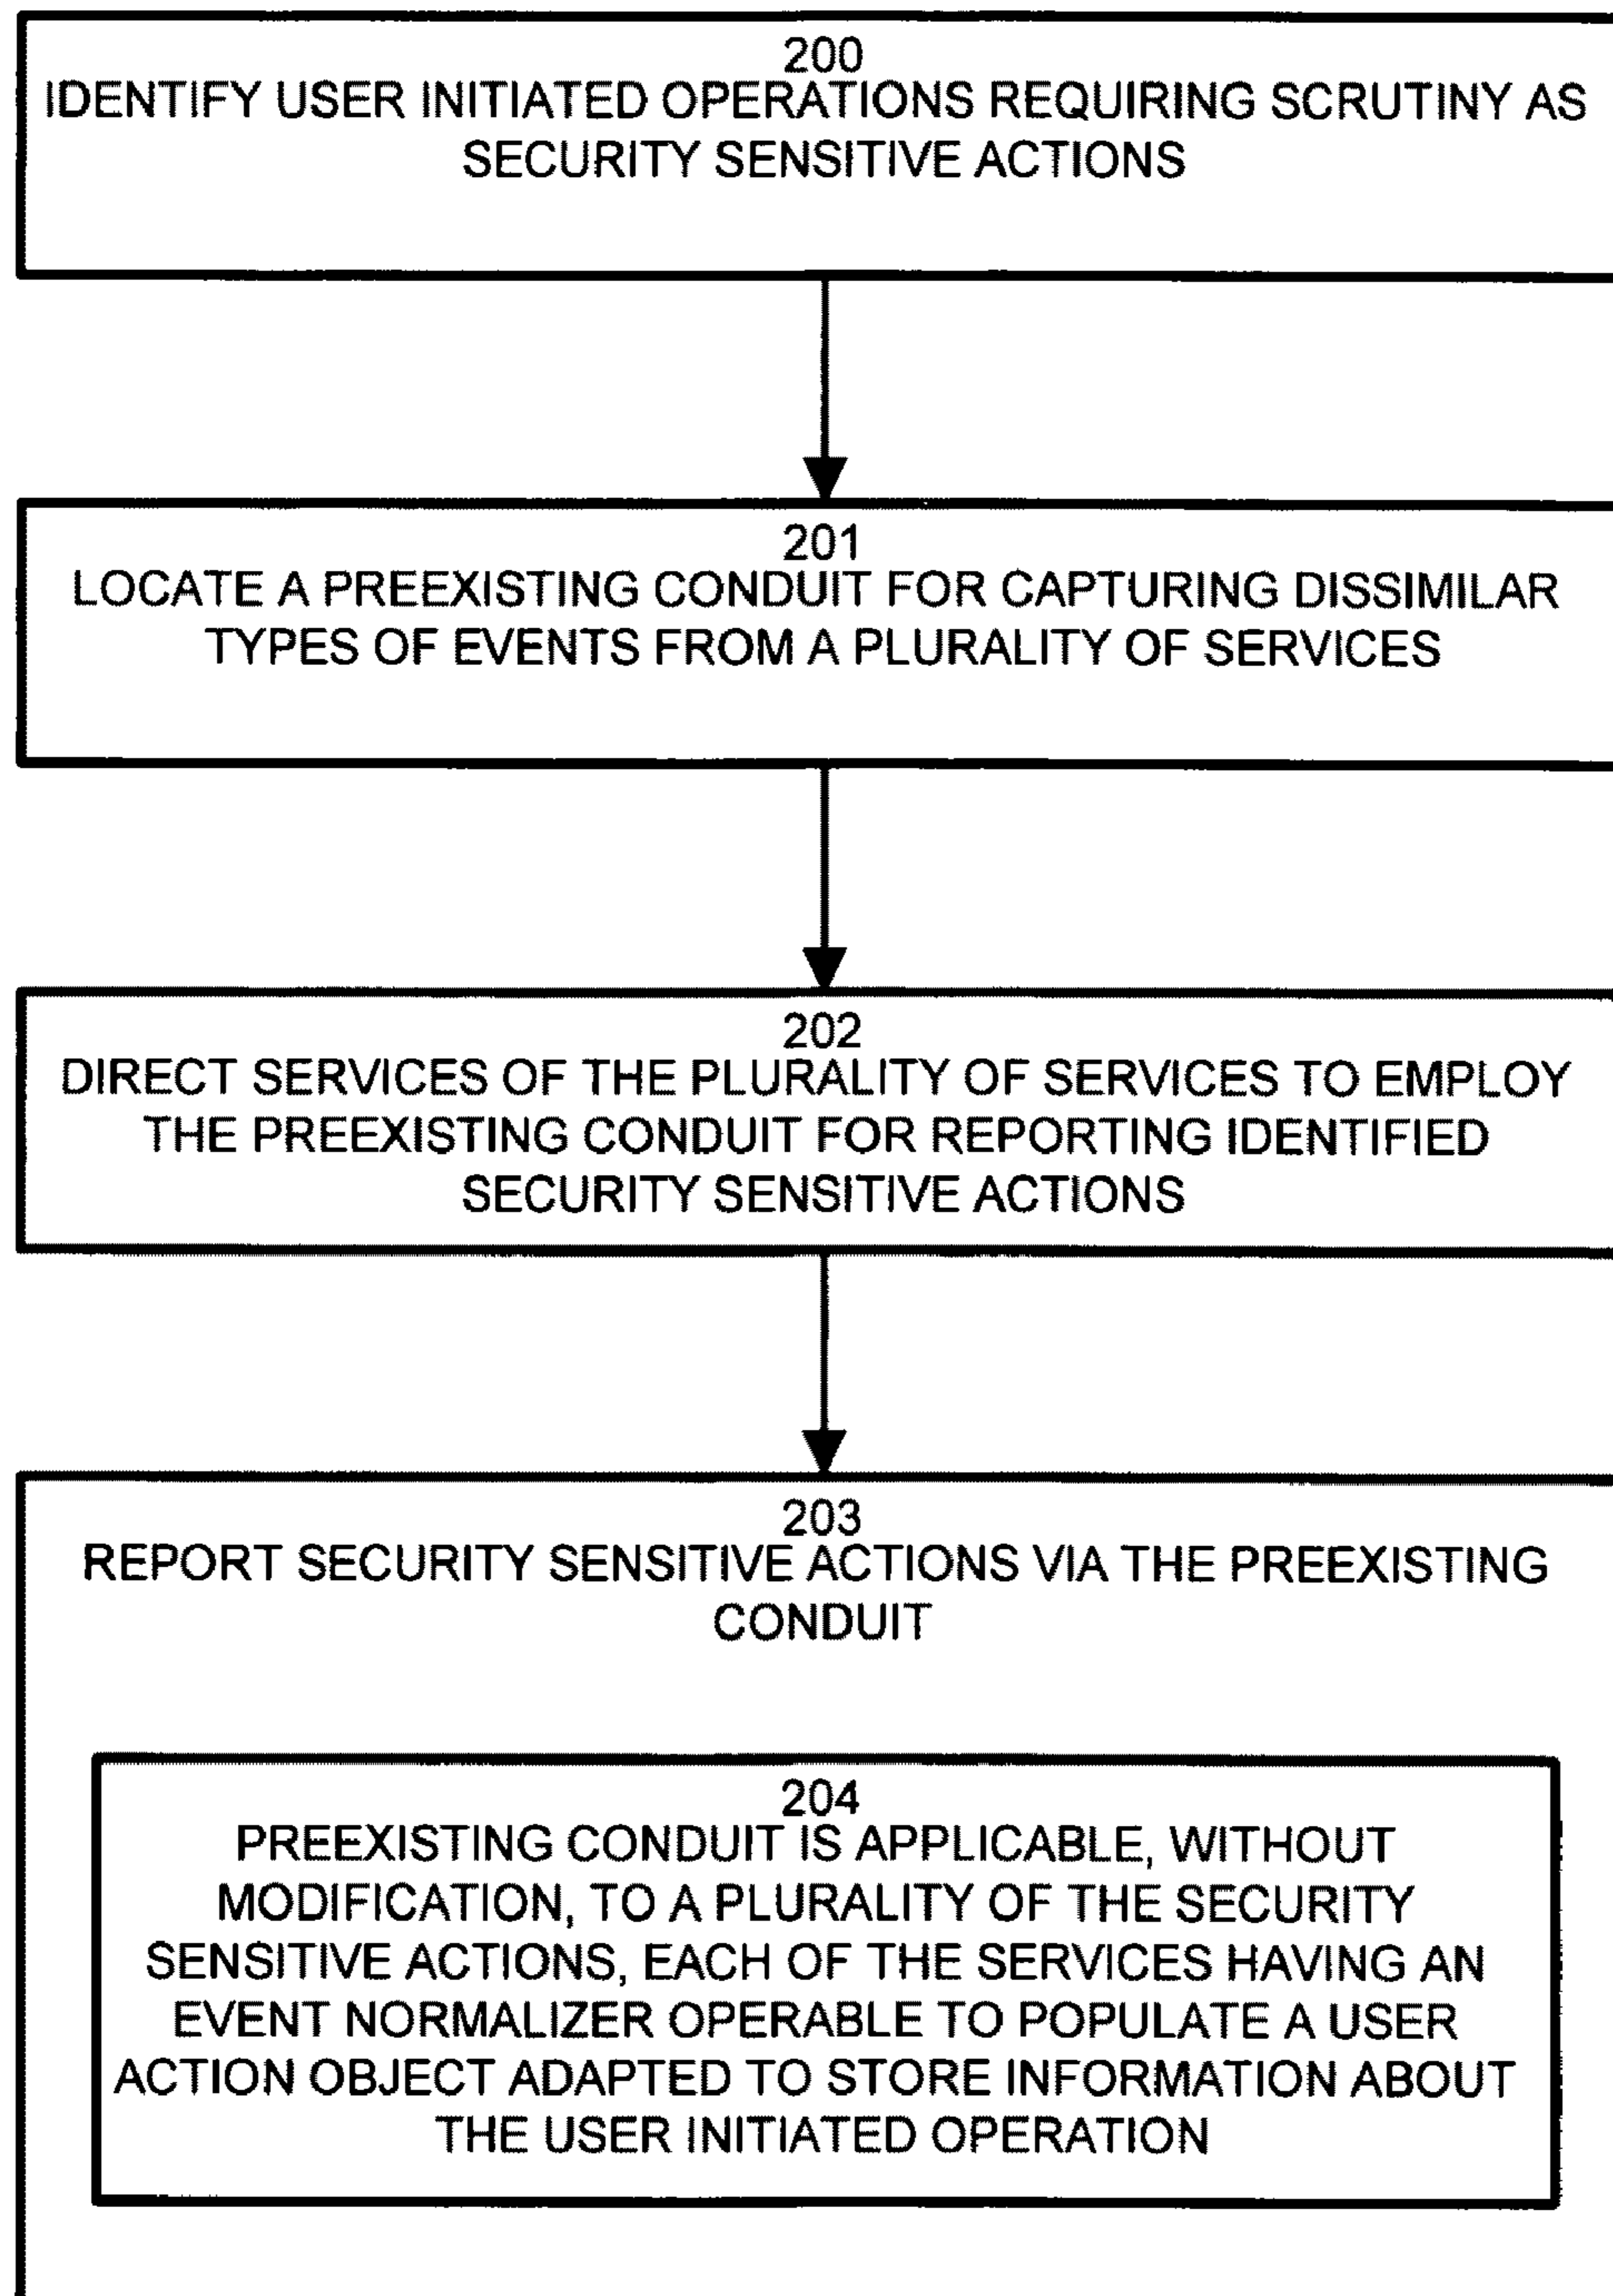 200
IDENTIFY USER INITIATED OPERATIONS REQUIRING SCRUTINY AS
SECURITY SENSITIVE ACTIONS
201
LOCATE A PREEXISTING CONDUIT FOR CAPTURING DISSIMILAR
TYPES OF EVENTS FROM A PLURALITY OF SERVICES
202
DIRECT SERVICES OF THE PLURALITY OF SERVICES TO EMPLOY
THE PREEXISTING CONDUIT FOR REPORTING IDENTIFIED
SECURITY SENSITIVE ACTIONS
203
REPORT SECURITY SENSITIVE ACTIONS VIA THE PREEXISTING
CONDUIT
204
PREEXISTING CONDUIT IS APPLICABLE, WITHOUT
MODIFICATION, TO A PLURALITY OF THE SECURITY
SENSITIVE ACTIONS, EACH OF THE SERVICES HAVING AN
EVENT NORMALIZER OPERABLE TO POPULATE A USER
ACTION OBJECT ADAPTED TO STORE INFORMATION ABOUT
THE USER INITIATED OPERATION